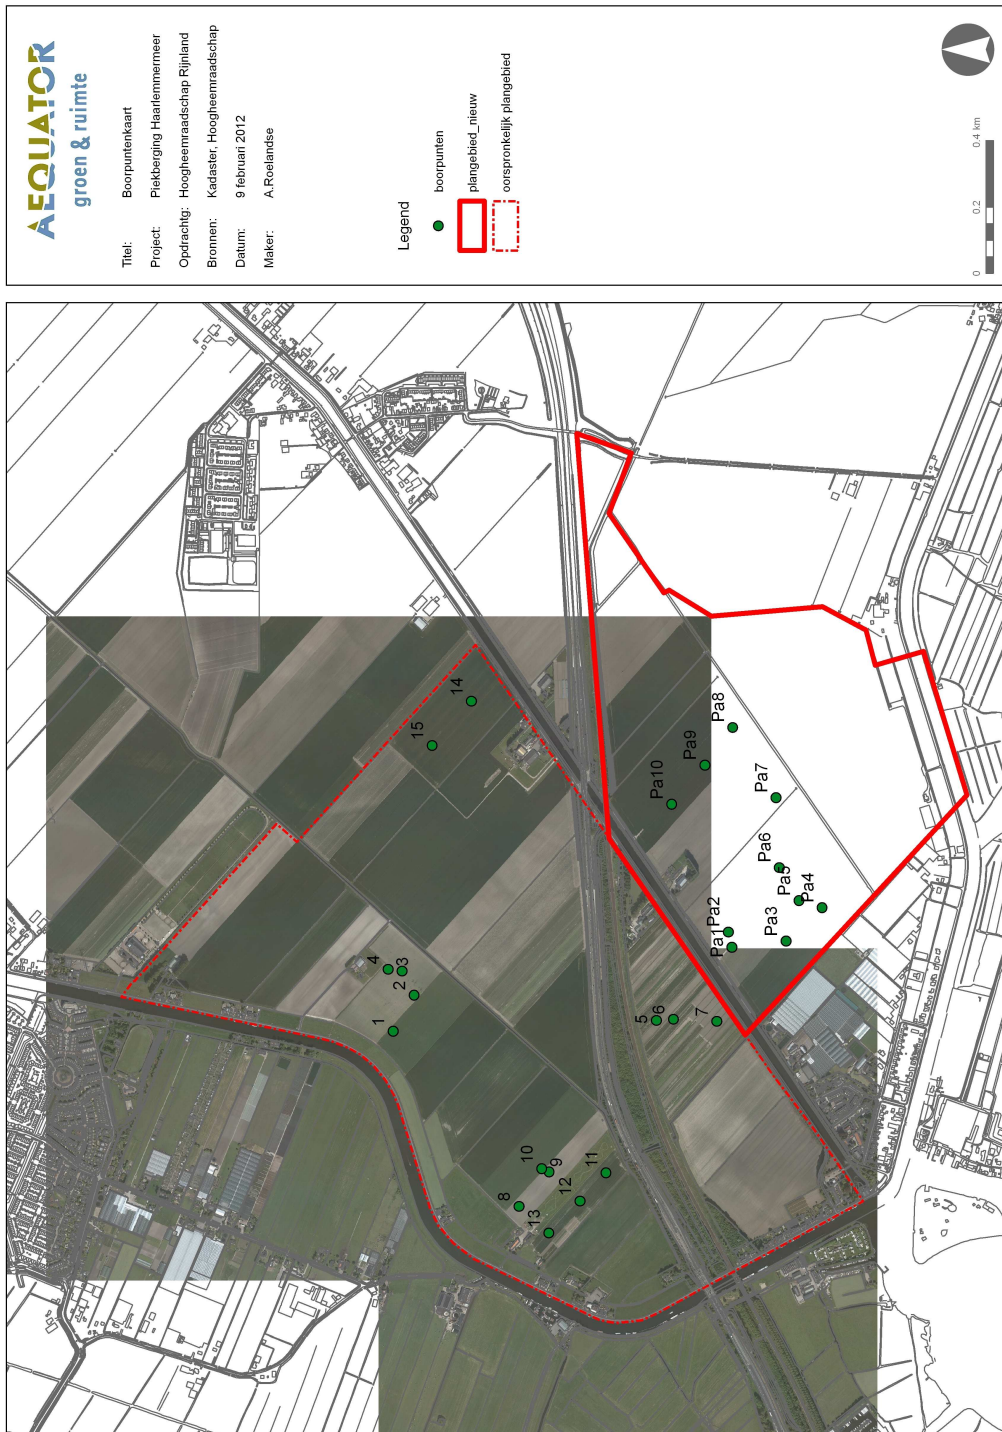 AEQUATOR
groen & ruimte
Titel: Boorpuntenkaart
Project: Piekberging Haarlemmermeer
Opdrachtg: Hoogheemraadschap Rijnland
Bronnen: Kadaster, Hoogheemraadschap
Datum: 9 februari 2012
Maker: A.Roelandse
Legend
boorpunten
plangebied_nieuw
oorspronkelijk plangebied
0 0.2 0.4 km
1
2
3
4
5
6
7
8
9
10
11
12
13
14
15
Pa1
Pa2
Pa3
Pa4
Pa5
Pa6
Pa7
Pa8
Pa9
Pa10